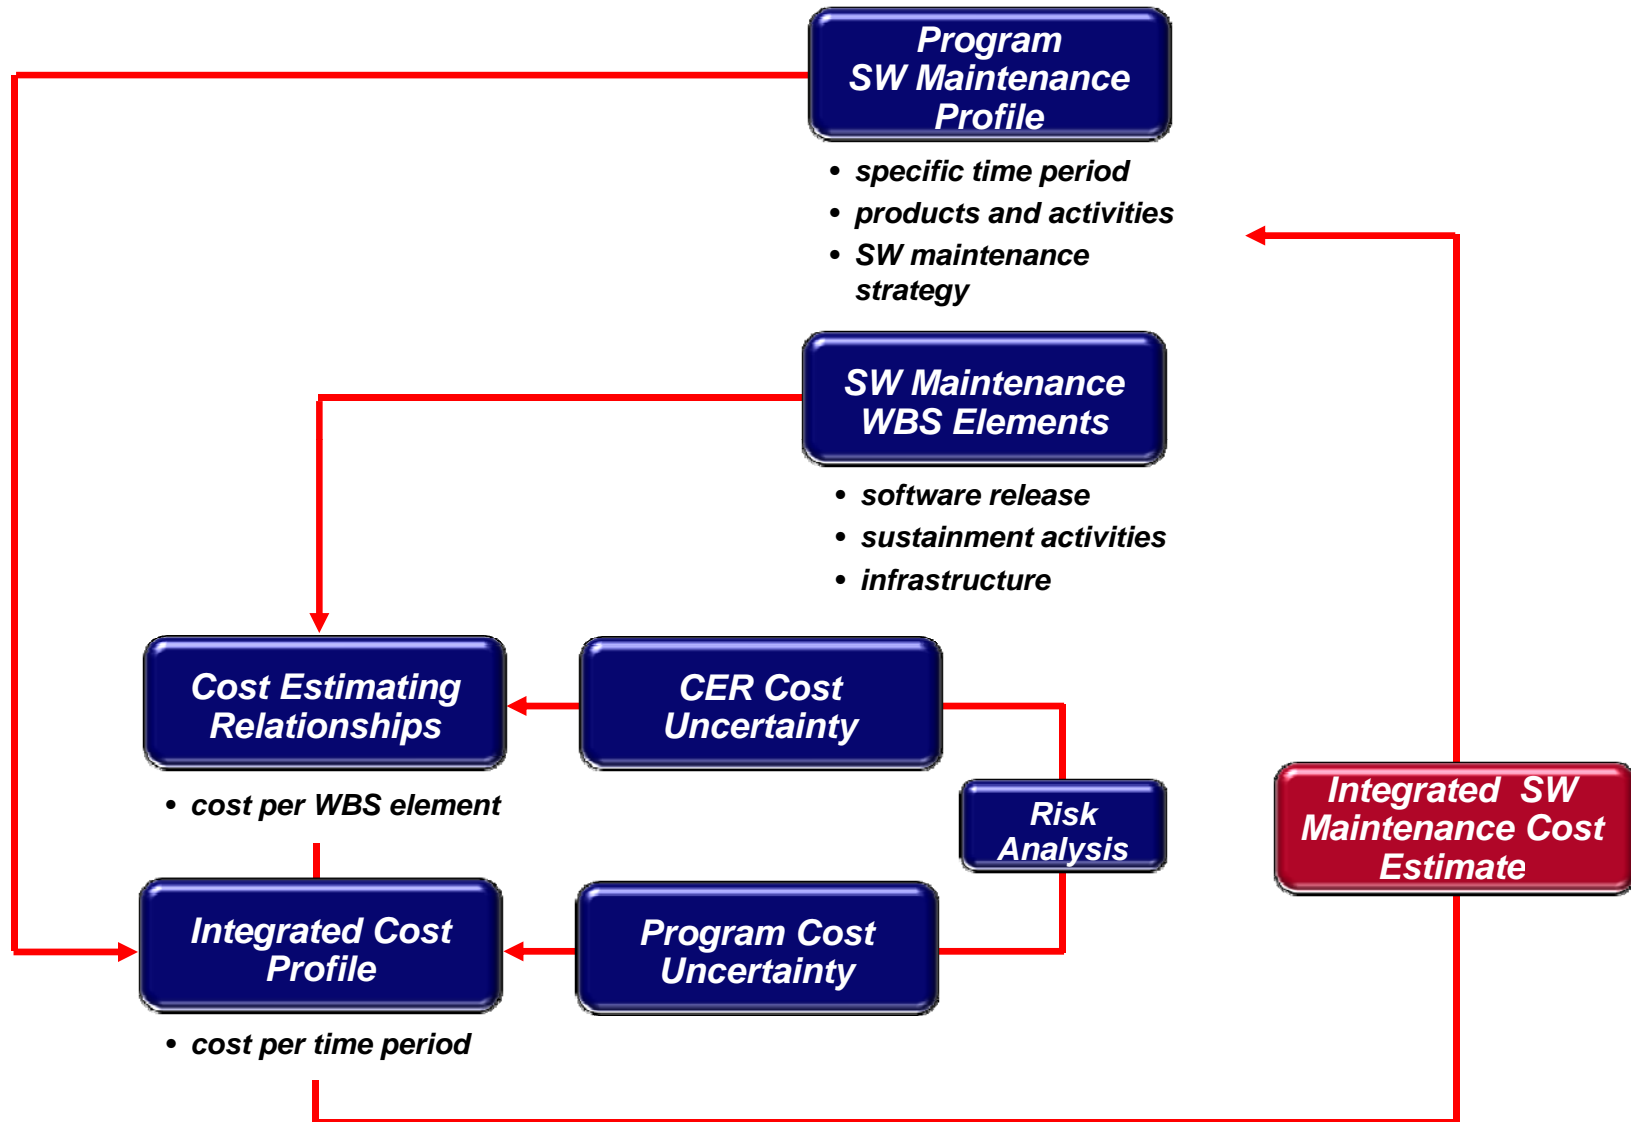 Program
SW Maintenance
Profile
• specific time period
• products and activities
• SW maintenance
strategy
SW Maintenance
WBS Elements
• software release
• sustainment activities
• infrastructure
Cost Estimating
Relationships
• cost per WBS element
CER Cost
Uncertainty
Risk
Analysis
Integrated SW
Maintenance Cost
Estimate
Integrated Cost
Profile
• cost per time period
Program Cost
Uncertainty